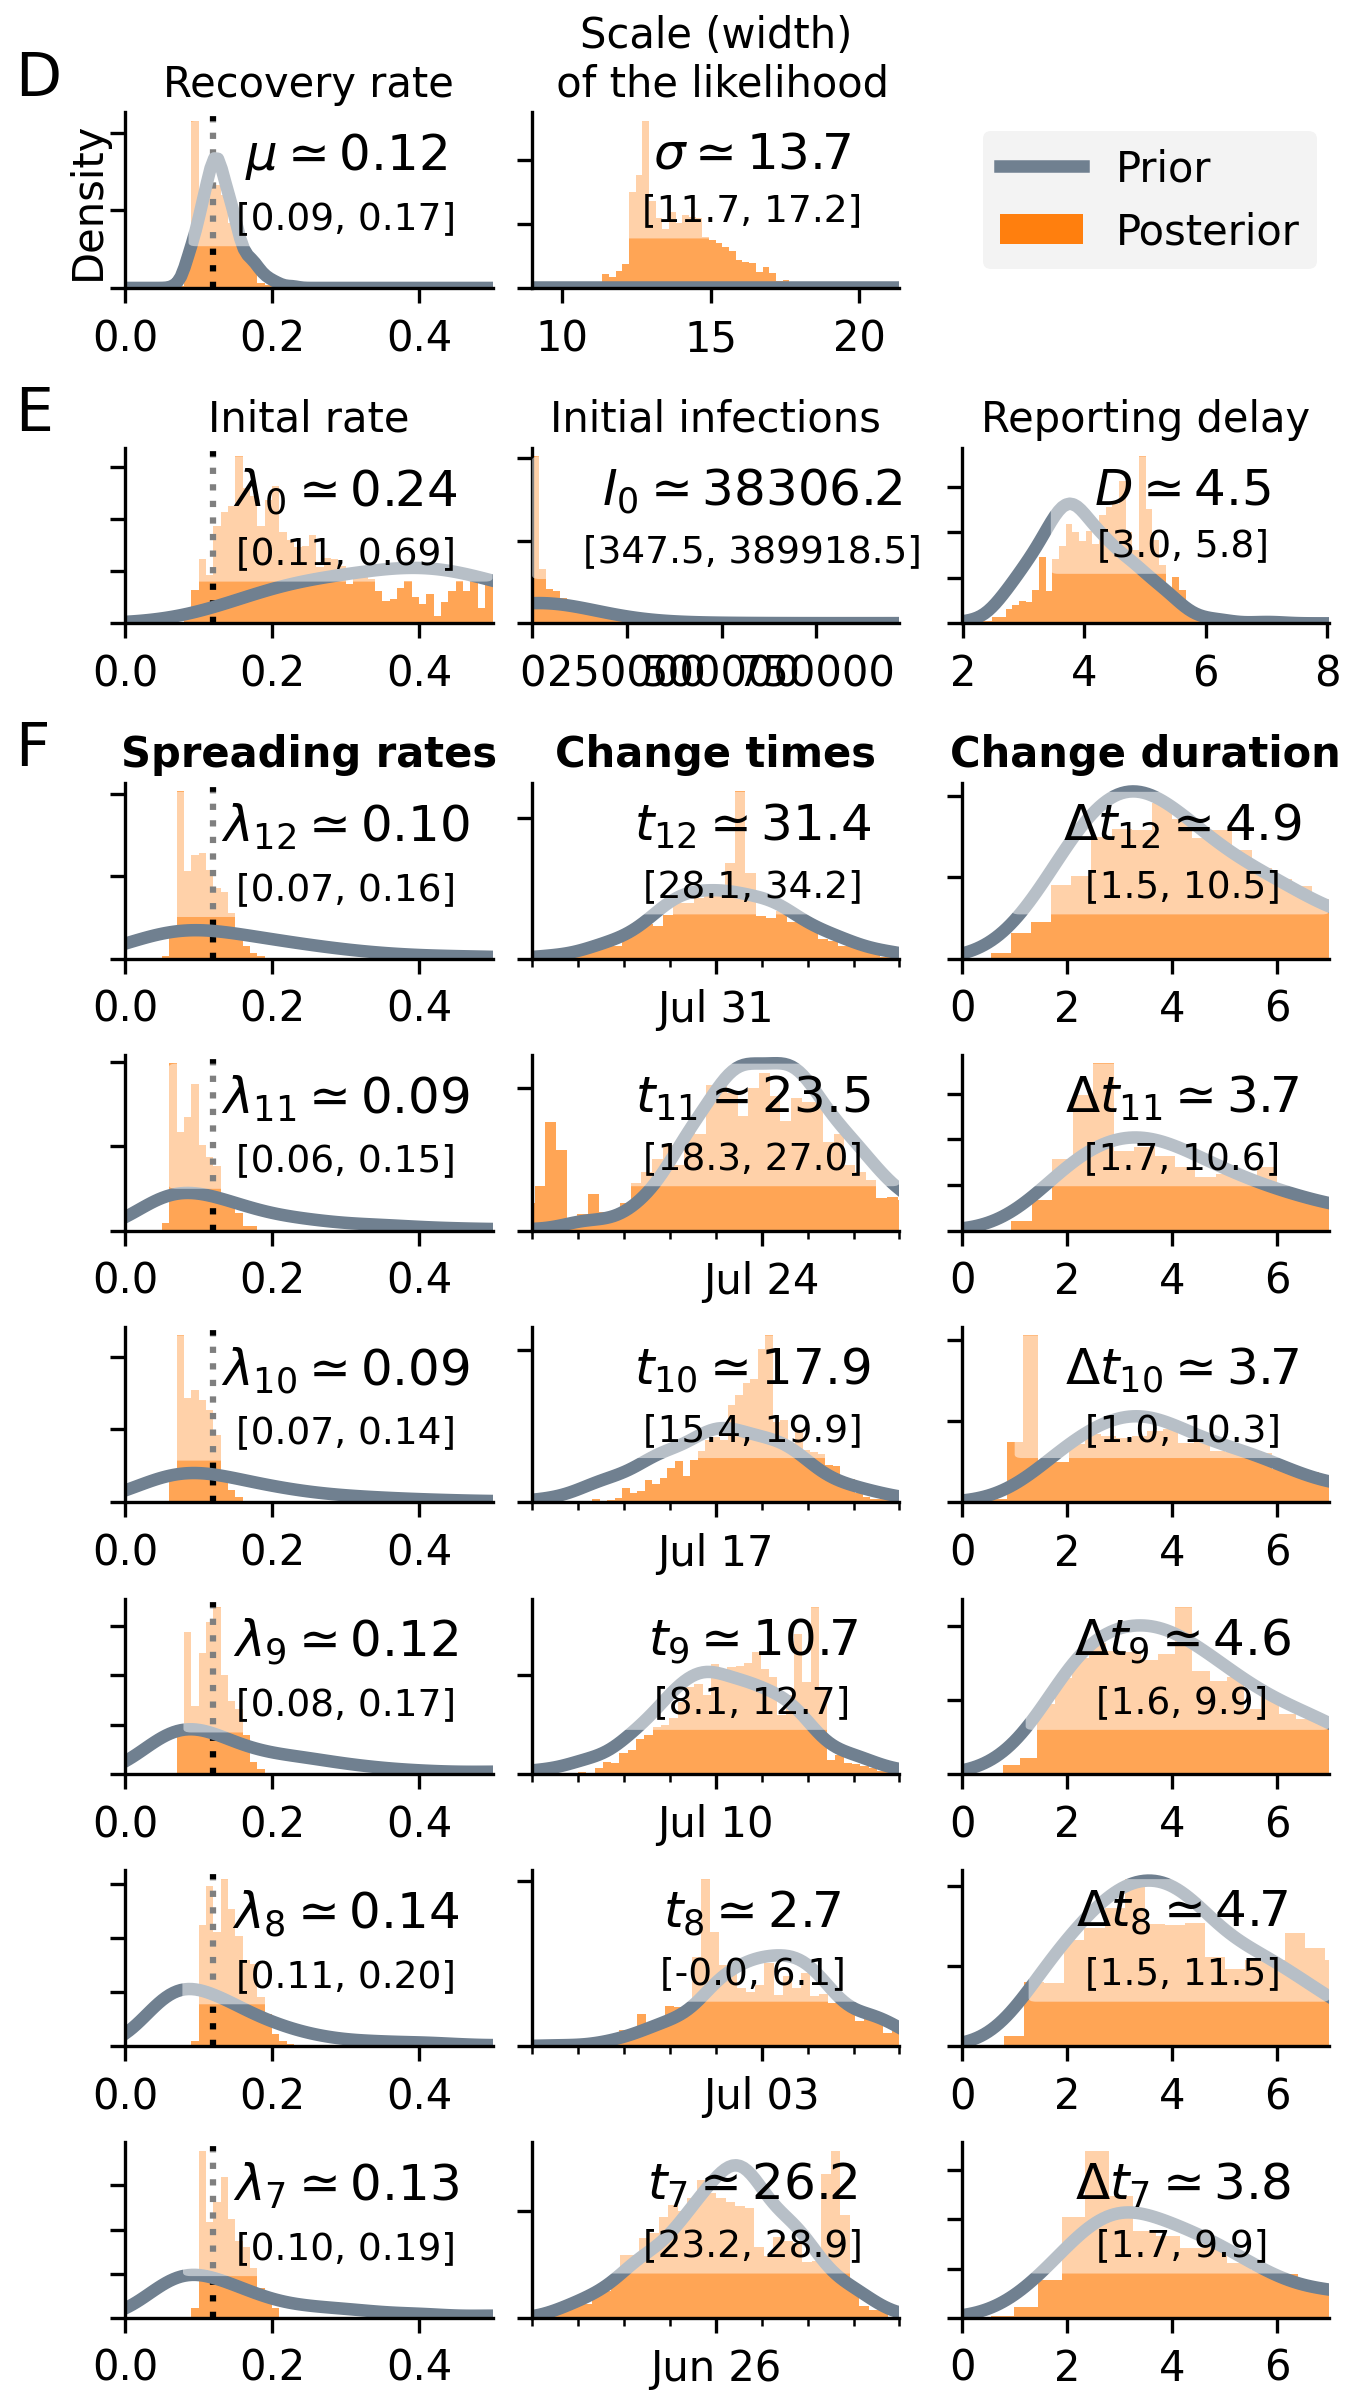 D
Recovery rate
Scale (width)
of the likelihood
Density
μ ≃ 0.12
[0.09, 0.17]
0.0 0.2 0.4
σ ≃ 13.7
[11.7, 17.2]
10 15 20
Prior
Posterior
E
Inital rate
Initial infections
Reporting delay
λ0 ≃ 0.24
[0.11, 0.69]
0.0 0.2 0.4
I0 ≃ 38306.2
[347.5, 389918.5]
0 250000 500000 750000
D ≃ 4.5
[3.0, 5.8]
2 4 6 8
F
Spreading rates
Change times
Change duration
λ12 ≃ 0.10
[0.07, 0.16]
0.0 0.2 0.4
t12 ≃ 31.4
[28.1, 34.2]
Jul 31
Δt12 ≃ 4.9
[1.5, 10.5]
0 2 4 6
λ11 ≃ 0.09
[0.06, 0.15]
0.0 0.2 0.4
t11 ≃ 23.5
[18.3, 27.0]
Jul 24
Δt11 ≃ 3.7
[1.7, 10.6]
0 2 4 6
λ10 ≃ 0.09
[0.07, 0.14]
0.0 0.2 0.4
t10 ≃ 17.9
[15.4, 19.9]
Jul 17
Δt10 ≃ 3.7
[1.0, 10.3]
0 2 4 6
λ9 ≃ 0.12
[0.08, 0.17]
0.0 0.2 0.4
t9 ≃ 10.7
[8.1, 12.7]
Jul 10
Δt9 ≃ 4.6
[1.6, 9.9]
0 2 4 6
λ8 ≃ 0.14
[0.11, 0.20]
0.0 0.2 0.4
t8 ≃ 2.7
[-0.0, 6.1]
Jul 03
Δt8 ≃ 4.7
[1.5, 11.5]
0 2 4 6
λ7 ≃ 0.13
[0.10, 0.19]
0.0 0.2 0.4
t7 ≃ 26.2
[23.2, 28.9]
Jun 26
Δt7 ≃ 3.8
[1.7, 9.9]
0 2 4 6